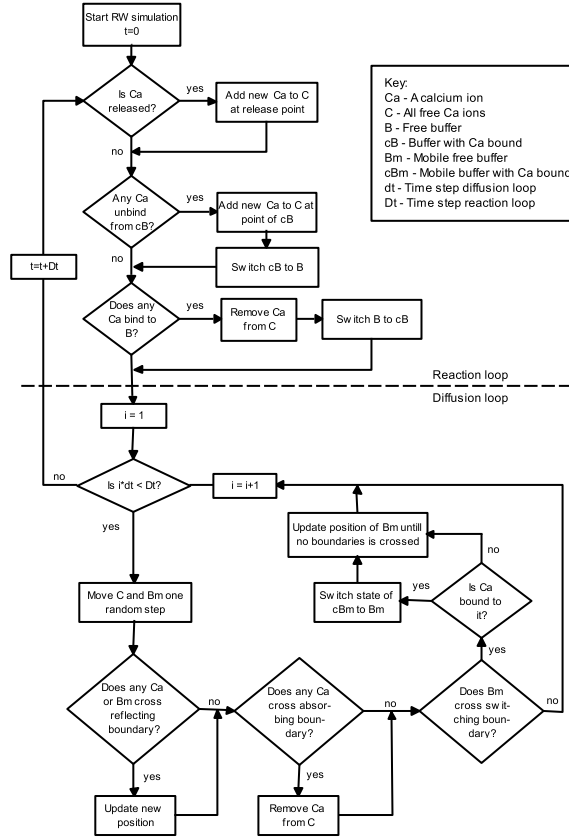 Start RW simulation
t=0
Is Ca
released?
yes
Add new Ca to C
at release point
no
Key:
Ca - A calcium ion
C - All free Ca ions
B - Free buffer
cB - Buffer with Ca bound
Bm - Mobile free buffer
cBm - Mobile buffer with Ca bound
dt - Time step diffusion loop
Dt - Time step reaction loop
Any Ca
unbind
from cB?
yes
Add new Ca to C at
point of cB
no
Switch cB to B
t=t+Dt
Does any
Ca bind to
B?
yes
Remove Ca
from C
Switch B to cB
Reaction loop
Diffusion loop
i = 1
no
Is i*dt < Dt?
i = i+1
yes
Update position of Bm untill
no boundaries is crossed
no
Move C and Bm one
random step
Switch state of
cBm to Bm
yes
Is Ca
bound to
it?
yes
Does any Ca
or Bm cross
reflecting
boundary?
no
Does any Ca
cross absor-
bing boun-
dary?
no
Does Bm
cross swit-
ching boun-
dary?
no
yes
yes
Update new
position
Remove Ca
from C